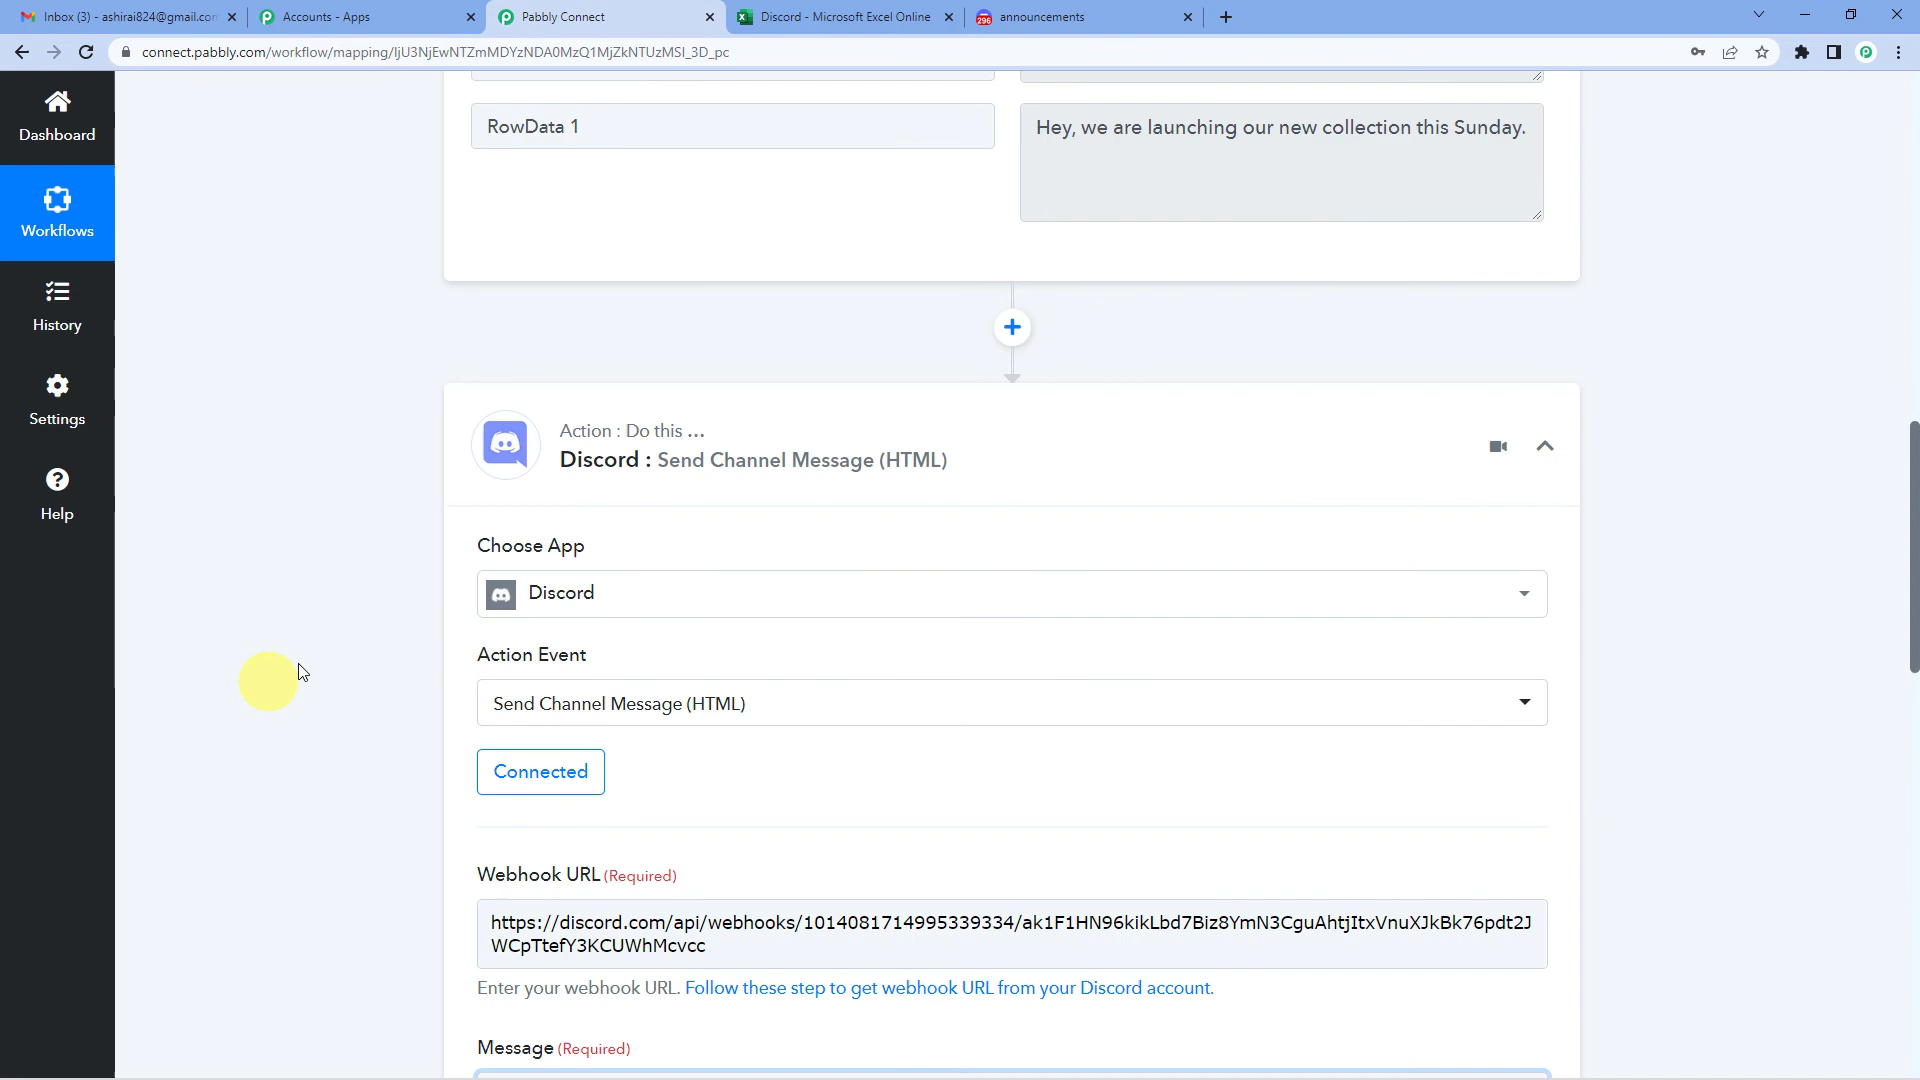 Inbox (3) - ashirai824@gmail.con
Accounts - Apps
Pabbly Connect
Discord - Microsoft Excel Online
296
announcements
connect.pabbly.com/workflow/mapping/IjU3NjEwNTZmMDYzNDA0MzQ1MjZkNTUzMSI_3D_pc
Dashboard
Workflows
History
Settings
Help
RowData 1
Hey, we are launching our new collection this Sunday.
Action : Do this ...
Discord : Send Channel Message (HTML)
Choose App
Discord
Action Event
Send Channel Message (HTML)
Connected
Webhook URL (Required)
https://discord.com/api/webhooks/1014081714995339334/ak1F1HN96kikLbd7Biz8YmN3CguAhtjItxVnuXJkBk76pdt2J
WCpTtefY3KCUWhMcvcc
Enter your webhook URL. Follow these step to get webhook URL from your Discord account.
Message (Required)